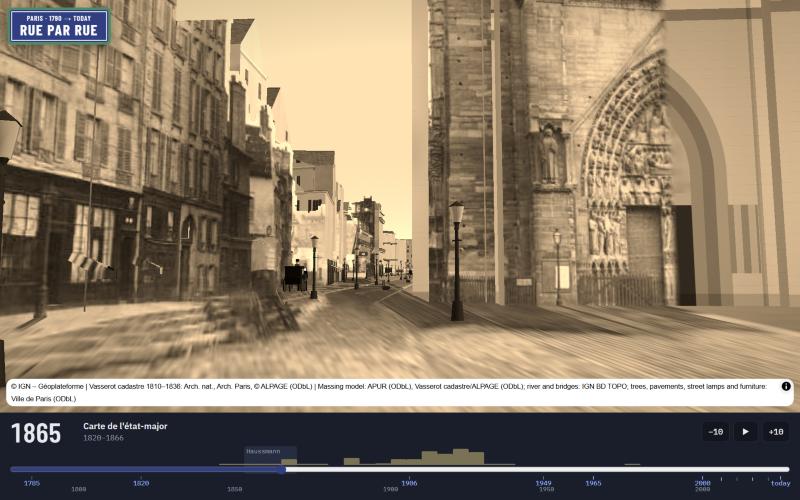 PARIS · 1790 → TODAY
RUE PAR RUE
© IGN – Géoplateforme | Vasserot cadastre 1810–1836: Arch. nat., Arch. Paris, © ALPAGE (ODbL) | Massing model: APUR (ODbL), Vasserot cadastre/ALPAGE (ODbL); river and bridges: IGN BD TOPO; trees, pavements, street lamps and furniture:
Ville de Paris (ODbL)
1865
Carte de l'état-major
1820–1866
−10
+10
Haussmann
1785
1820
1906
1949
1965
2000
today
1800
1850
1900
1950
2000